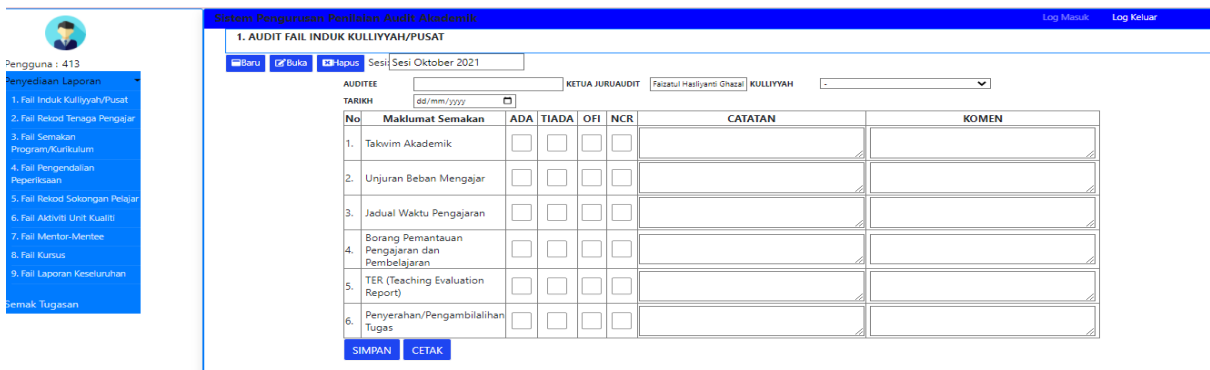 Sistem Pengurusan Penilaian Audit Akademik
Log Masuk Log Keluar
Pengguna : 413
Penyediaan Laporan
1. Fail Induk Kulliyyah/Pusat
2. Fail Rekod Tenaga Pengajar
3. Fail Semakan
Program/Kurikulum
4. Fail Pengendalian
Peperiksaan
5. Fail Rekod Sokongan Pelajar
6. Fail Aktiviti Unit Kualiti
7. Fail Mentor-Mentee
8. Fail Kursus
9. Fail Laporan Keseluruhan
Semak Tugasan
1. AUDIT FAIL INDUK KULLIYYAH/PUSAT
Baru Buka Hapus Sesi: Sesi Oktober 2021
AUDITEE KETUA JURUAUDIT Faizatul Hasliyanti Ghazal KULLIYYAH -
TARIKH dd/mm/yyyy
No Maklumat Semakan ADA TIADA OFI NCR CATATAN KOMEN
1. Takwim Akademik
2. Unjuran Beban Mengajar
3. Jadual Waktu Pengajaran
4. Borang Pemantauan
Pengajaran dan
Pembelajaran
5. TER (Teaching Evaluation
Report)
6. Penyerahan/Pengambilalihan
Tugas
SIMPAN CETAK